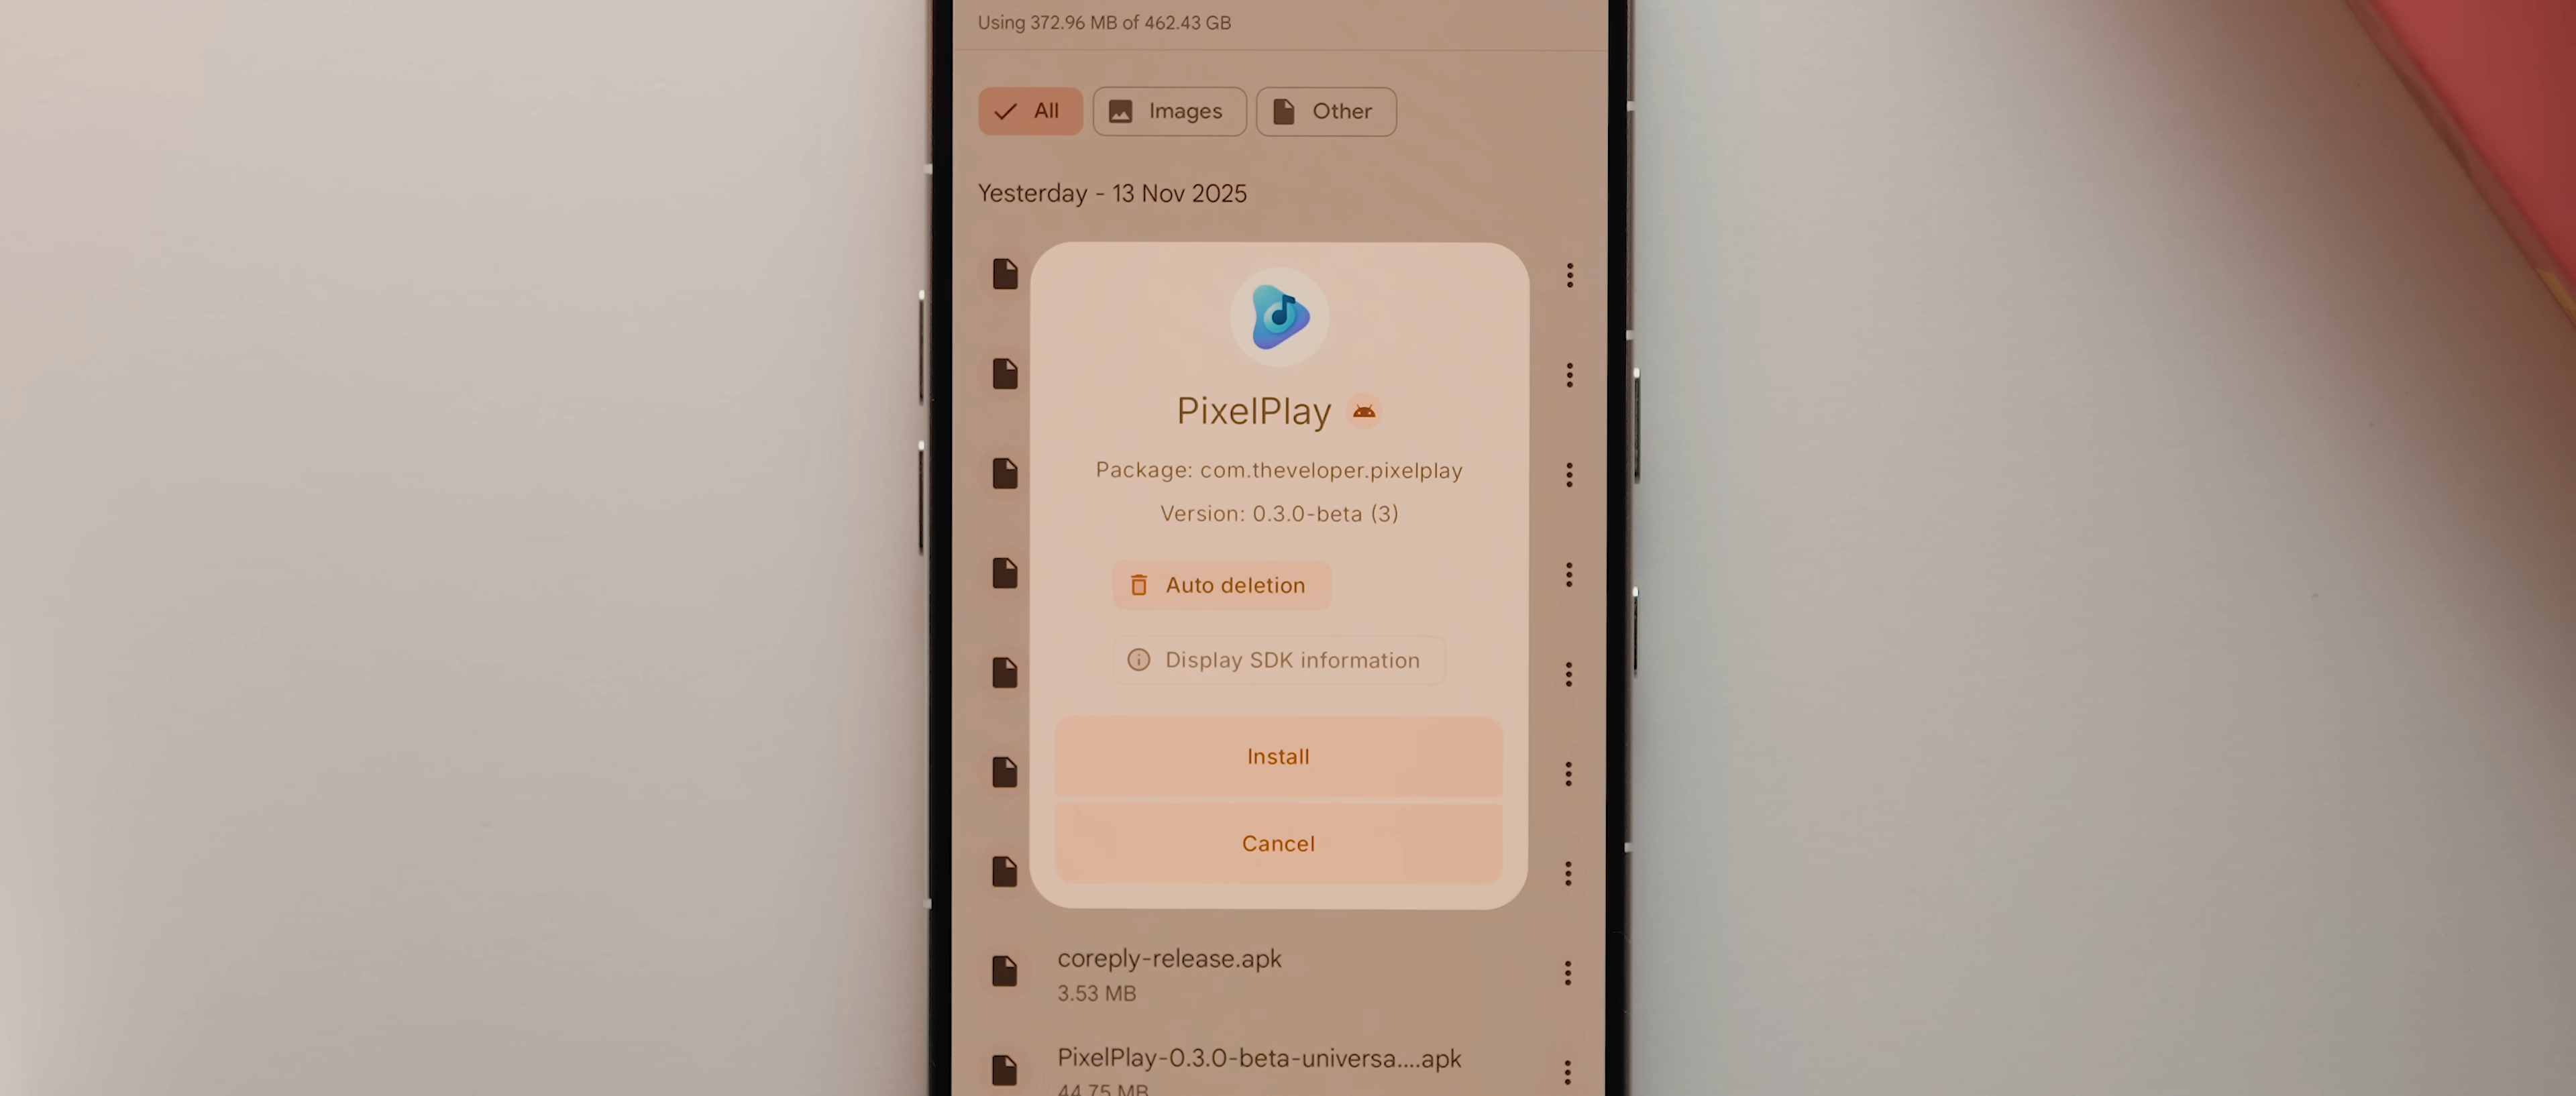 Using 372.96 MB of 462.43 GB
All
Images
Other
Yesterday - 13 Nov 2025
PixelPlay
Package: com.theveloper.pixelplay
Version: 0.3.0-beta (3)
Auto deletion
Display SDK information
Install
Cancel
coreply-release.apk
3.53 MB
PixelPlay-0.3.0-beta-universa....apk
44.75 MB